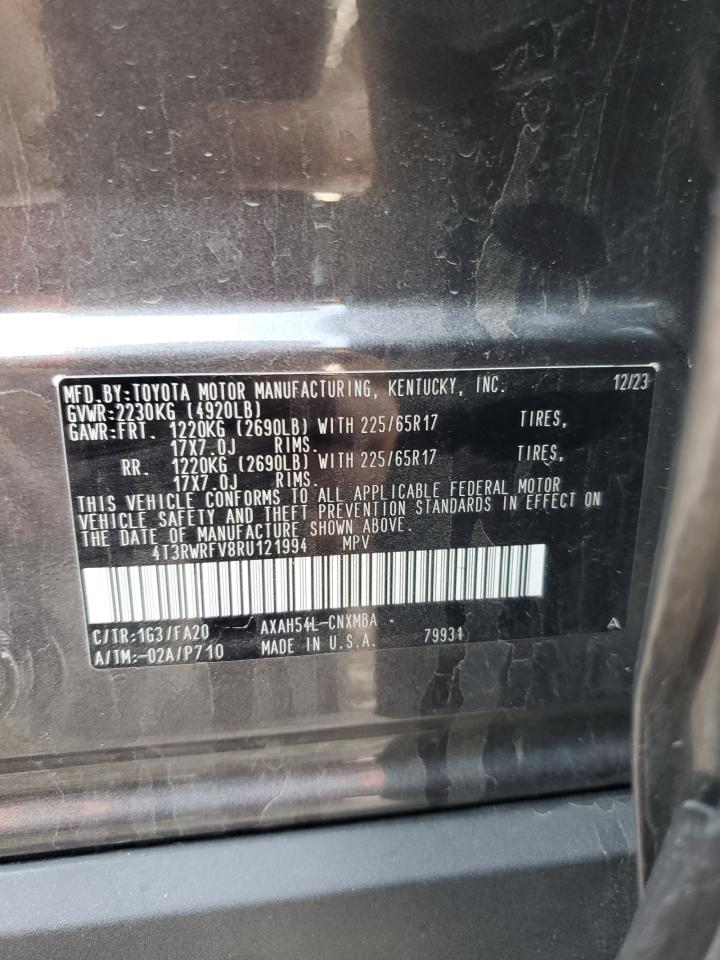 MFD.BY:TOYOTA MOTOR MANUFACTURING, KENTUCKY, INC. 12/23
GVWR:2230KG (4920LB)
GAWR:FRT. 1220KG (2690LB) WITH 225/65R17 TIRES,
17X7.0J RIMS.
RR. 1220KG (2690LB) WITH 225/65R17 TIRES,
17X7.0J RIMS.
THIS VEHICLE CONFORMS TO ALL APPLICABLE FEDERAL MOTOR
VEHICLE SAFETY AND THEFT PREVENTION STANDARDS IN EFFECT ON
THE DATE OF MANUFACTURE SHOWN ABOVE.
4T3RWRFV8RU121994 MPV
C/TR:1G3/FA20 AXAH54L-CNXMBA A
A/TM:-02A/P710 MADE IN U.S.A. 79934